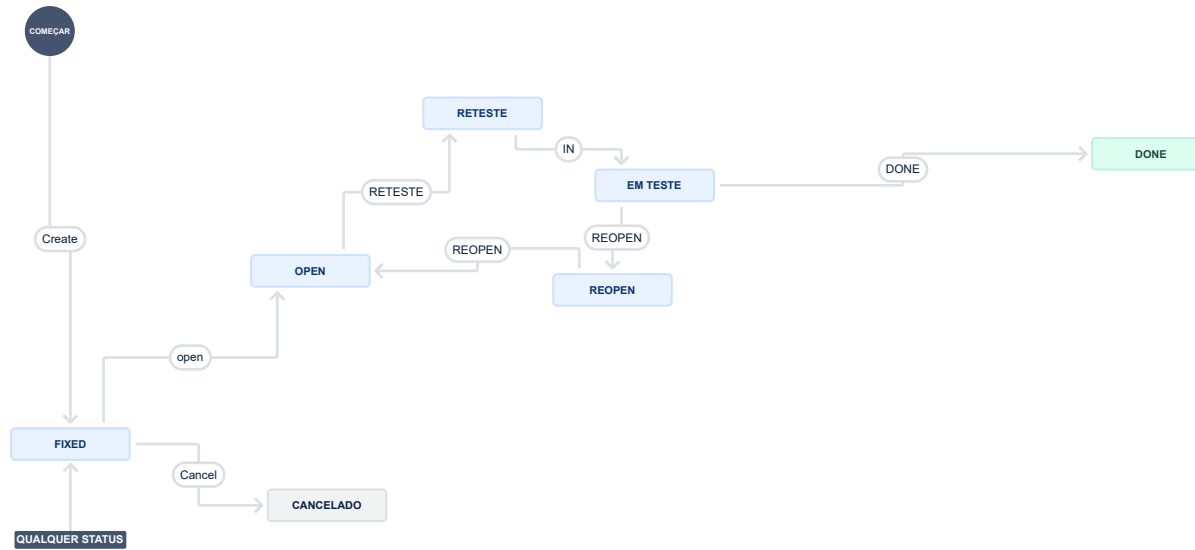 COMEÇAR
RETESTE
IN
DONE
DONE
EM TESTE
RETESTE
Create
REOPEN
REOPEN
OPEN
REOPEN
open
FIXED
Cancel
CANCELADO
QUALQUER STATUS